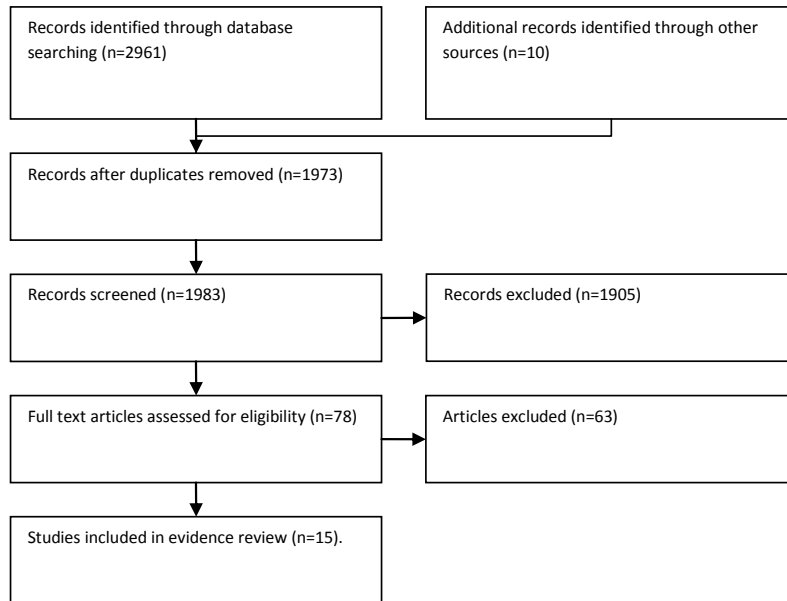 Records identified through database
searching (n=2961)
Additional records identified through other
sources (n=10)
Records after duplicates removed (n=1973)
Records screened (n=1983)
Records excluded (n=1905)
Full text articles assessed for eligibility (n=78)
Articles excluded (n=63)
Studies included in evidence review (n=15).